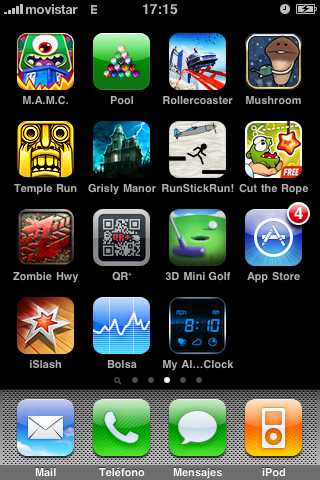 movistar E 17:15
M.A.M.C. Pool Rollercoaster Mushroom
FREE
Temple Run Grisly Manor RunStickRun! Cut the Rope
QR*
4
Zombie Hwy QR* 3D Mini Golf App Store
8:10
iSlash Bolsa My Al...Clock
Mail Teléfono Mensajes iPod